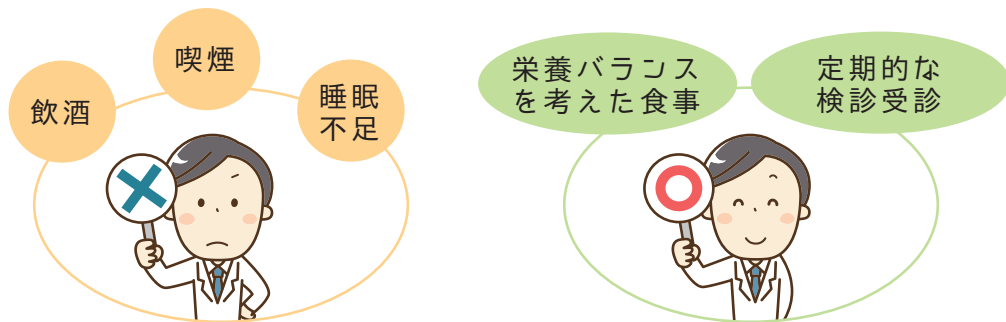 飲酒
喫煙
睡眠
不足
栄養バランス
を考えた食事
定期的な
検診受診